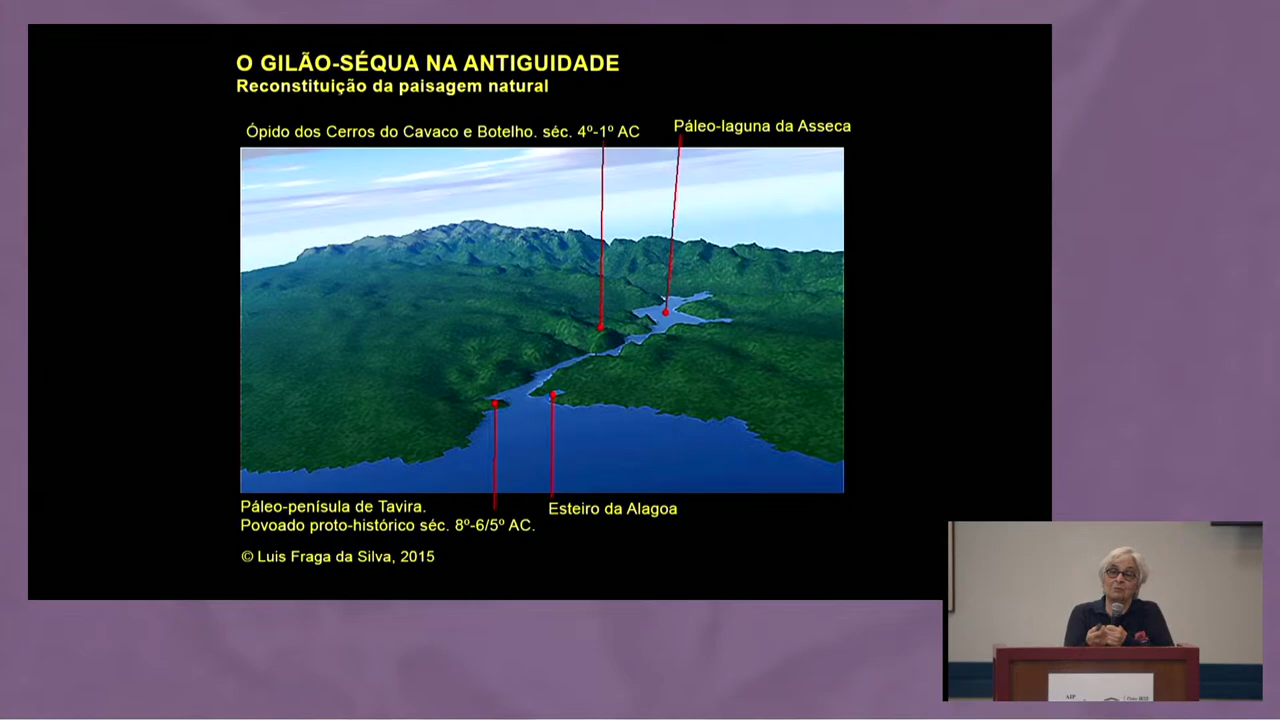 O GILÃO-SÉQUA NA ANTIGUIDADE
Reconstituição da paisagem natural
Ópido dos Cerros do Cavaco e Botelho. séc. 4º-1º AC
Páleo-laguna da Asseca
Páleo-penísula de Tavira.
Povoado proto-histórico séc. 8º-6/5º AC.
Esteiro da Alagoa
© Luis Fraga da Silva, 2015